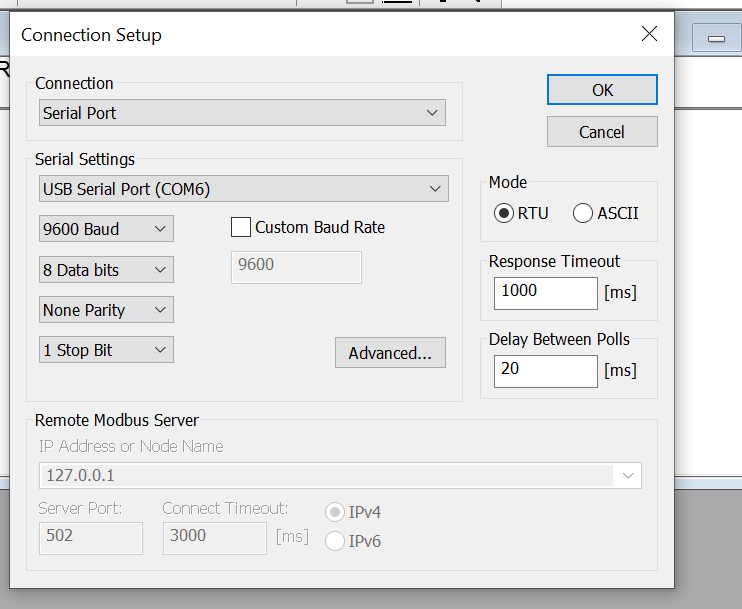 Connection Setup
Connection
Serial Port
OK
Cancel
Serial Settings
USB Serial Port (COM6)
9600 Baud
Custom Baud Rate
8 Data bits
9600
None Parity
1 Stop Bit
Advanced...
Mode
RTU
ASCII
Response Timeout
1000
[ms]
Delay Between Polls
20
[ms]
Remote Modbus Server
IP Address or Node Name
127.0.0.1
Server Port:
Connect Timeout:
IPv4
502
3000
[ms]
IPv6